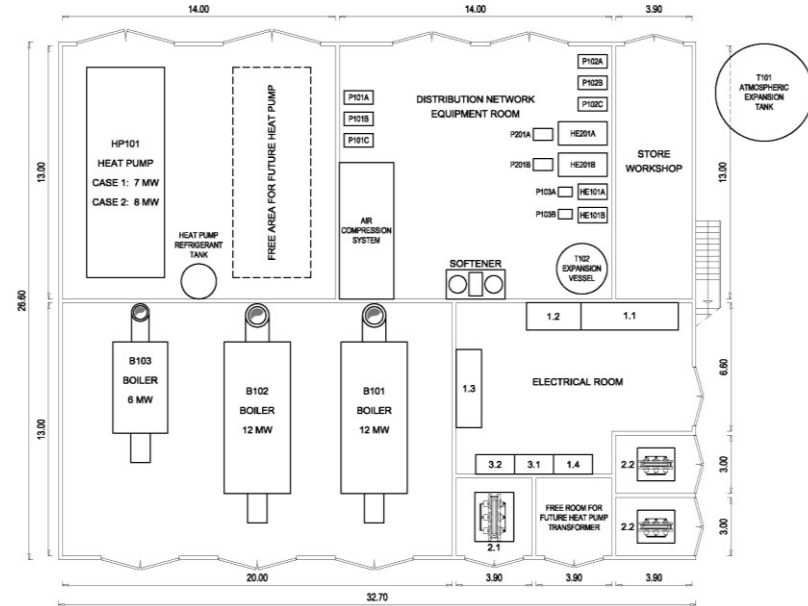 14.00
14.00
3.90
26.60
13.00
HP101
HEAT PUMP
CASE 1: 7 MW
CASE 2: 8 MW
FREE AREA FOR FUTURE HEAT PUMP
HEAT PUMP
REFRIGERANT
TANK
P101A
P101B
P101C
AIR
COMPRESSION
SYSTEM
DISTRIBUTION NETWORK
EQUIPMENT ROOM
P102A
P102B
P102C
P201A
HE201A
P201B
HE201B
P103A
HE101A
P103B
HE101B
SOFTENER
T102
EXPANSION
VESSEL
STORE
WORKSHOP
T101
ATMOSPHERIC
EXPANSION
TANK
13.00
13.00
B103
BOILER
6 MW
B102
BOILER
12 MW
B101
BOILER
12 MW
1.2
1.1
1.3
ELECTRICAL ROOM
6.60
3.2
3.1
1.4
2.1
FREE ROOM FOR
FUTURE HEAT PUMP
TRANSFORMER
2.2
3.00
2.2
3.00
20.00
3.90
3.90
3.90
32.70